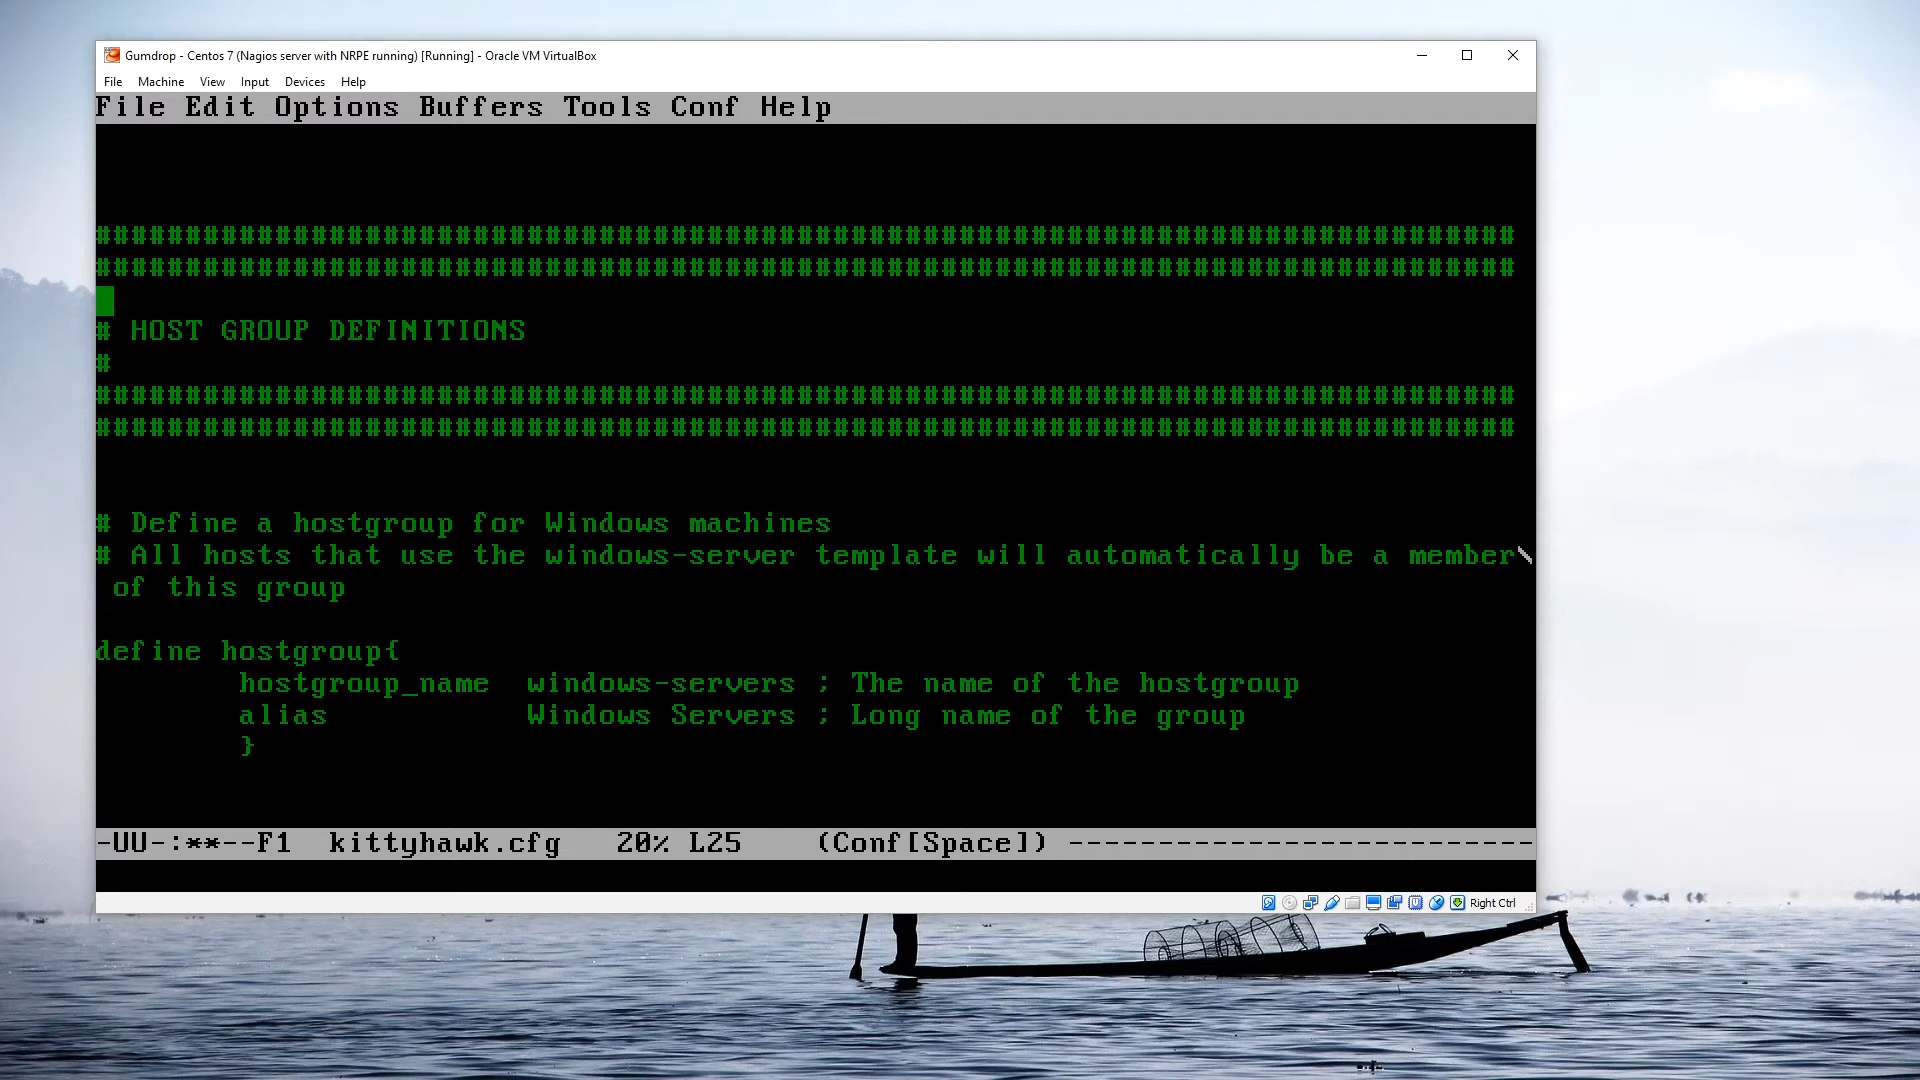 Gumdrop - Centos 7 (Nagios server with NRPE running) [Running] - Oracle VM VirtualBox
File Machine View Input Devices Help
File Edit Options Buffers Tools Conf Help
###############################################################################
###############################################################################
# HOST GROUP DEFINITIONS
#
###############################################################################
###############################################################################
# Define a hostgroup for Windows machines
# All hosts that use the windows-server template will automatically be a member\
of this group
define hostgroup{
hostgroup_name windows-servers ; The name of the hostgroup
alias Windows Servers ; Long name of the group
}
-UU-:**--F1 kittyhawk.cfg 20% L25 (Conf[Space]) --------------------------
Right Ctrl